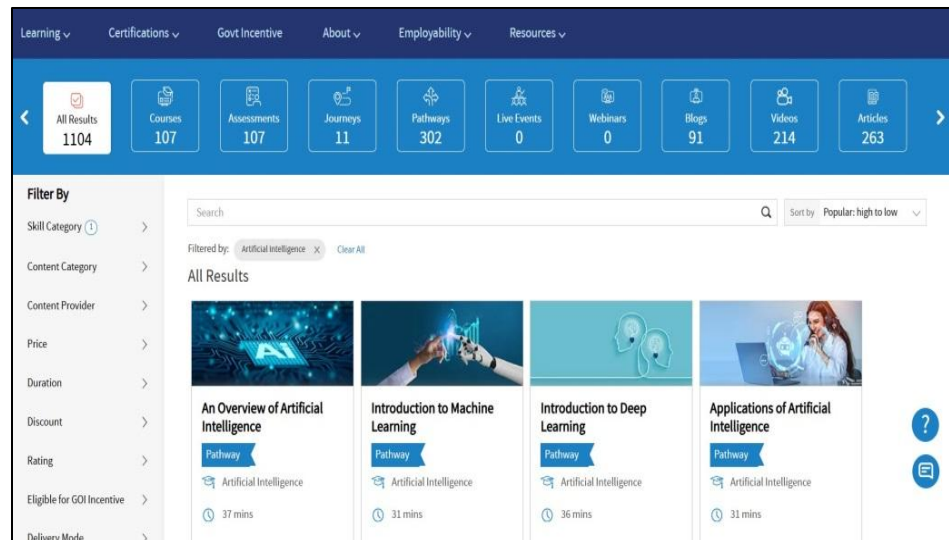 Learning Certifications Govt Incentive About Employability Resources
All Results Courses Assessments Journeys Pathways Live Events Webinars Blogs Videos Articles
1104 107 107 11 302 0 0 91 214 263
Filter By
Skill Category 1
Content Category
Content Provider
Price
Duration
Discount
Rating
Eligible for GOI Incentive
Delivery Mode
Search
Sort by Popular: high to low
Filtered by: Artificial Intelligence X Clear All
All Results
AI
An Overview of Artificial
Intelligence
Pathway
Artificial Intelligence
37 mins
Introduction to Machine
Learning
Pathway
Artificial Intelligence
31 mins
Introduction to Deep
Learning
Pathway
Artificial Intelligence
36 mins
Applications of Artificial
Intelligence
Pathway
Artificial Intelligence
31 mins
?